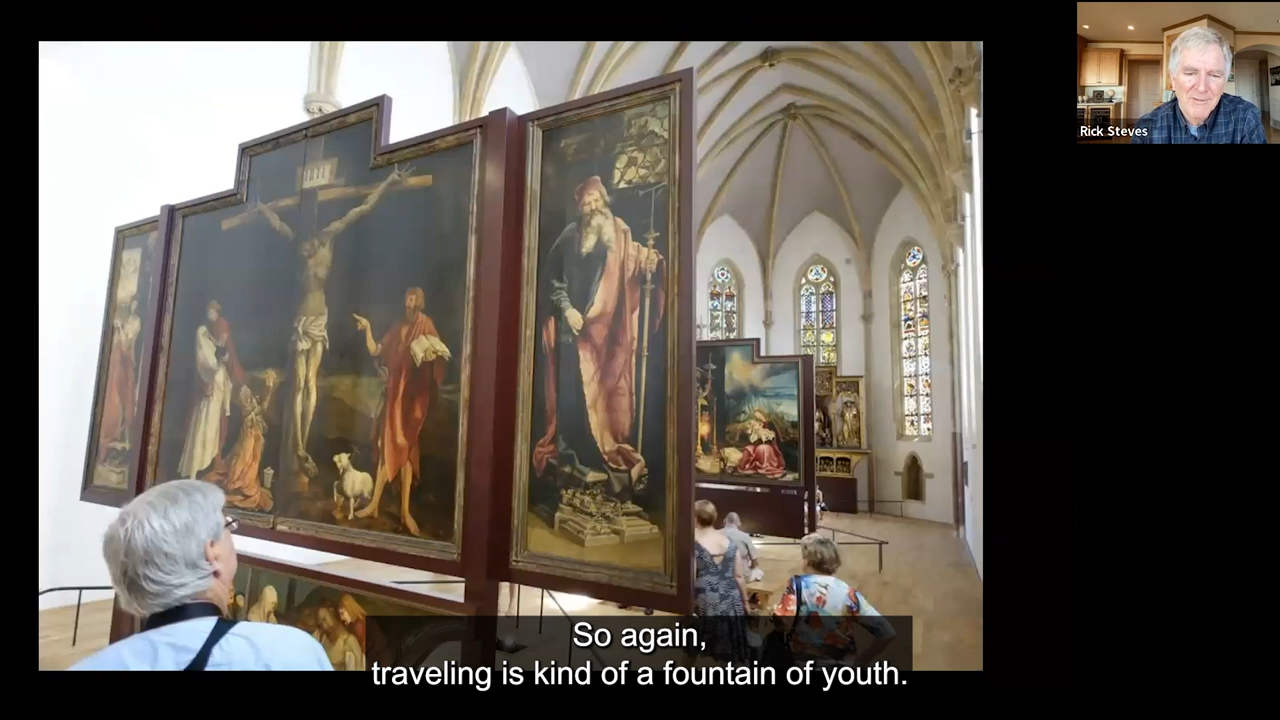 Rick Steves
So again,
traveling is kind of a fountain of youth.